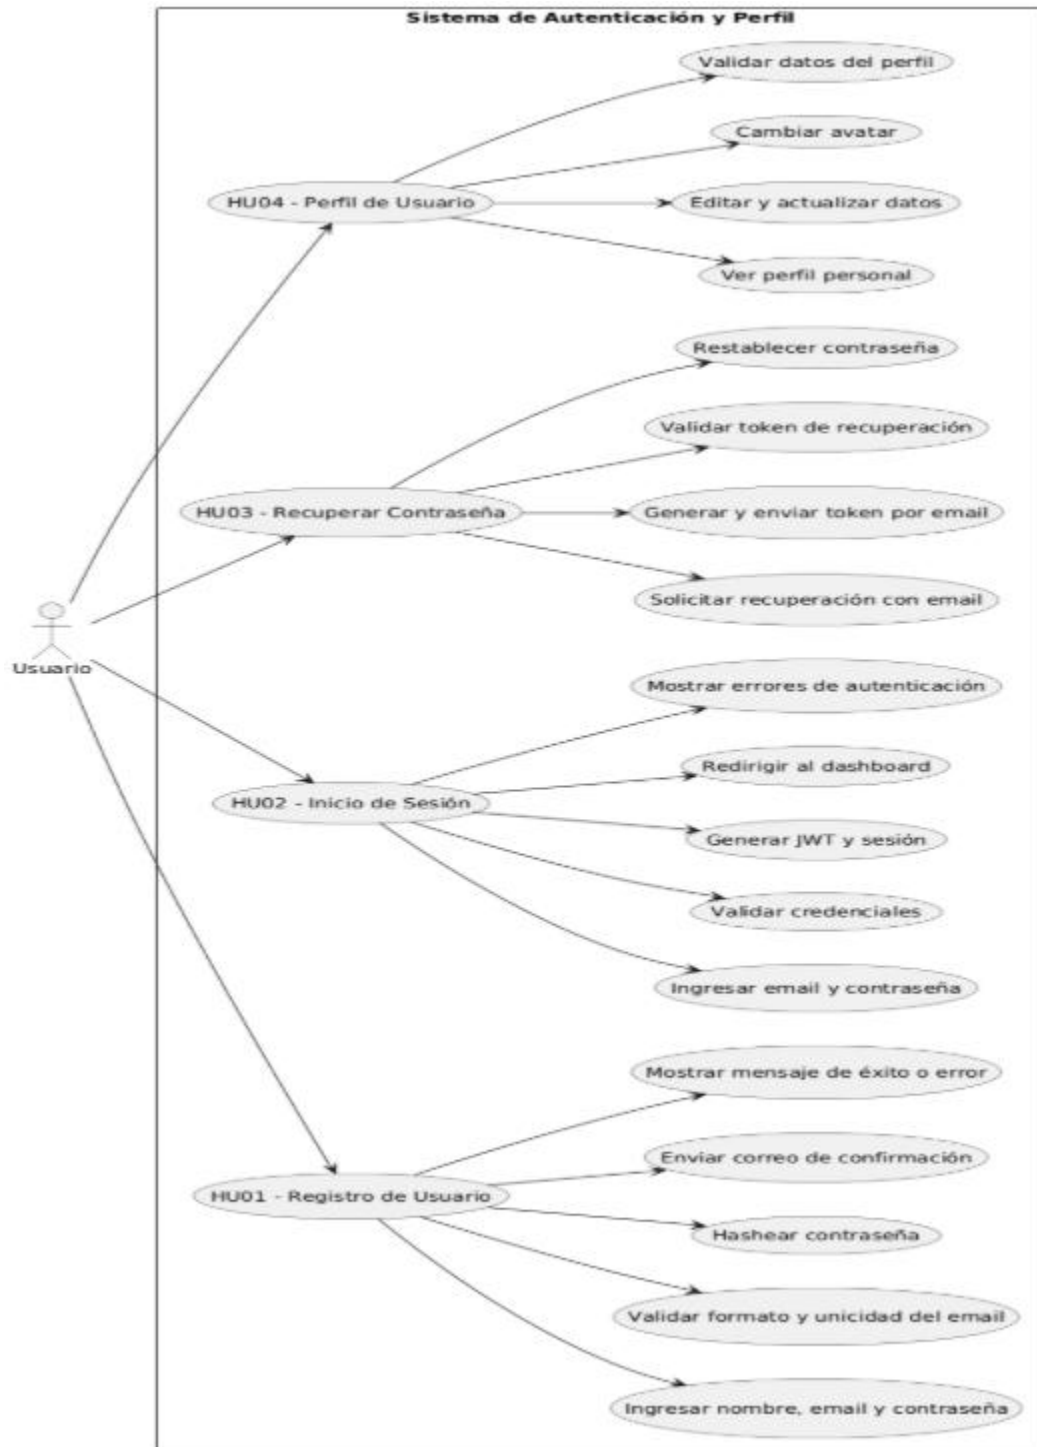 Sistema de Autenticación y Perfil
Validar datos del perfil
Cambiar avatar
HU04 - Perfil de Usuario
Editar y actualizar datos
Ver perfil personal
Restablecer contraseña
Validar token de recuperación
HU03 - Recuperar Contraseña
Generar y enviar token por email
Solicitar recuperación con email
Usuario
Mostrar errores de autenticación
Redirigir al dashboard
HU02 - Inicio de Sesión
Generar JWT y sesión
Validar credenciales
Ingresar email y contraseña
Mostrar mensaje de éxito o error
Enviar correo de confirmación
HU01 - Registro de Usuario
Hashear contraseña
Validar formato y unicidad del email
Ingresar nombre, email y contraseña